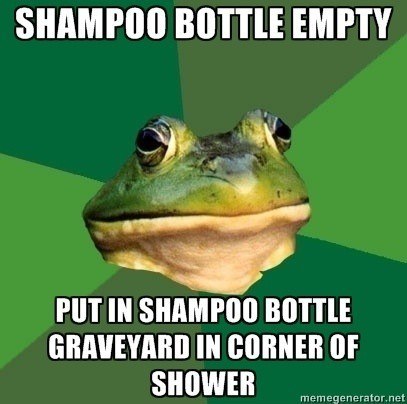 SHAMPOO BOTTLE EMPTY
PUT IN SHAMPOO BOTTLE
GRAVEYARD IN CORNER OF
SHOWER
memegenerator.net